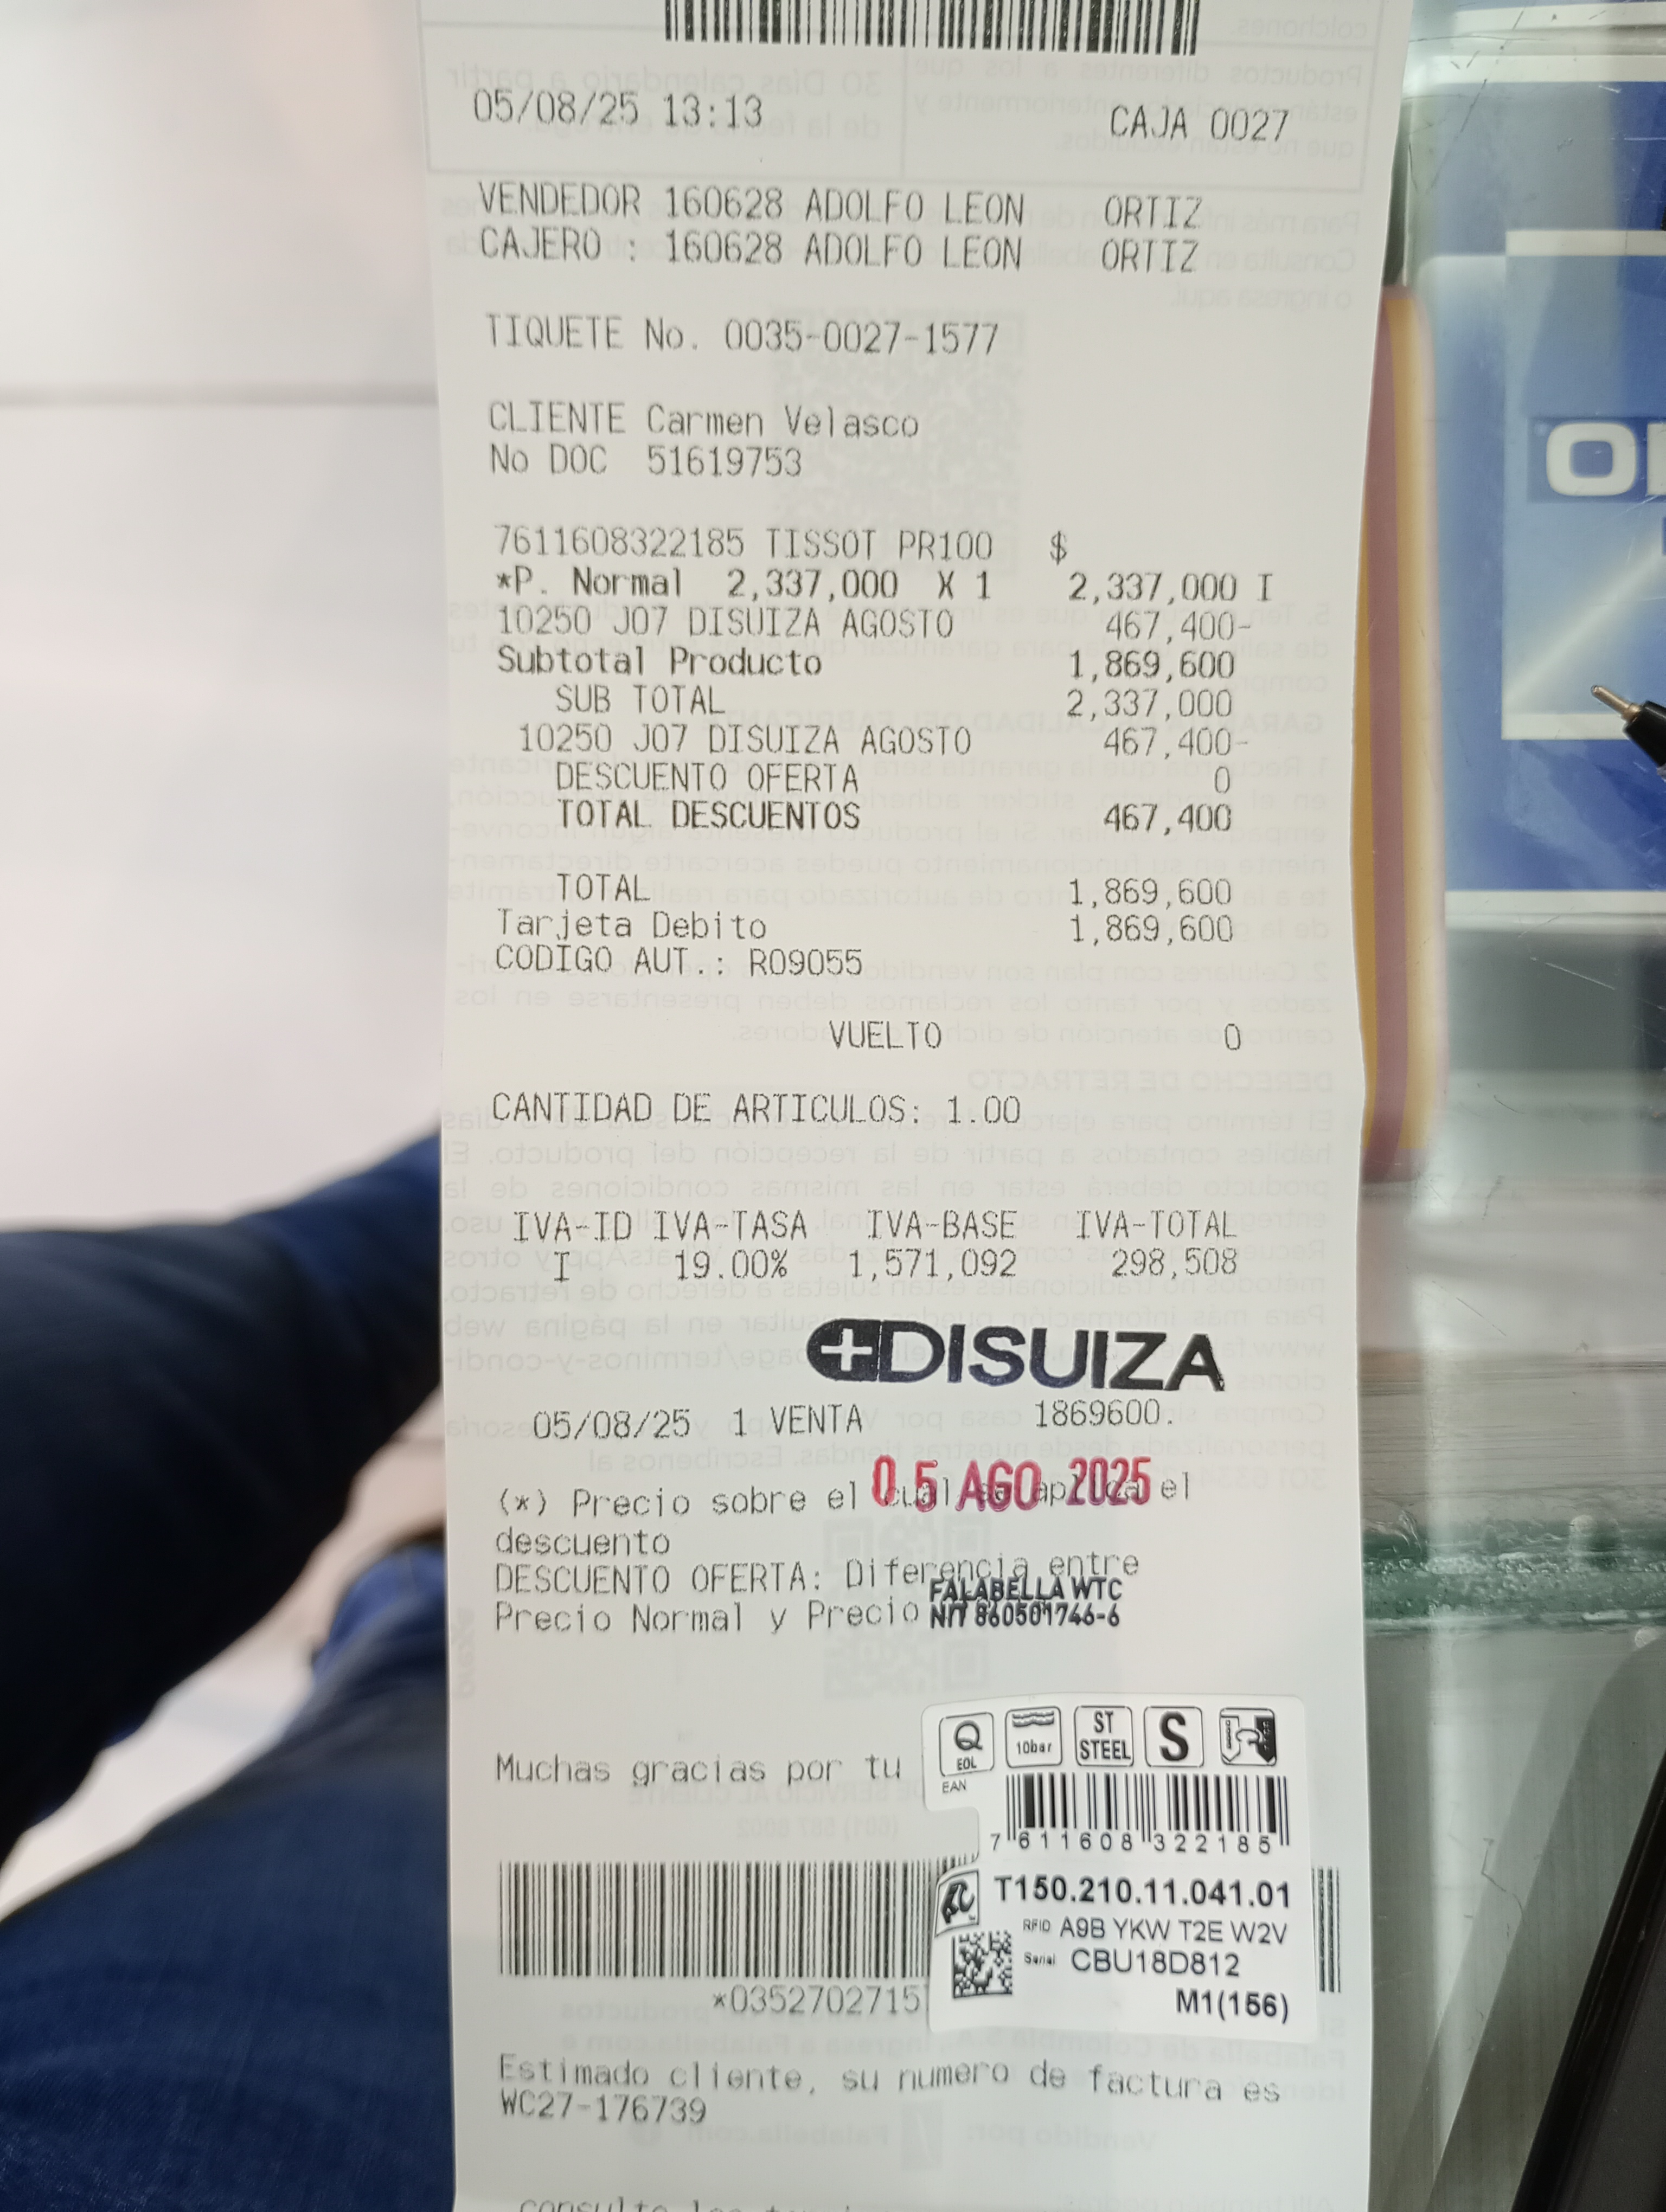 05/08/25 13:13 CAJA 0027
VENDEDOR 160628 ADOLFO LEON ORTIZ
CAJERO : 160628 ADOLFO LEON ORTIZ
TIQUETE No. 0035-0027-1577
CLIENTE Carmen Velasco
No DOC 51619753
7611608322185 TISSOT PR100 $
*P. Normal 2,337,000 X 1 2,337,000 I
10250 J07 DISUIZA AGOSTO 467,400-
Subtotal Producto 1,869,600
SUB TOTAL 2,337,000
10250 J07 DISUIZA AGOSTO 467,400-
DESCUENTO OFERTA 0
TOTAL DESCUENTOS 467,400
TOTAL 1,869,600
Tarjeta Debito 1,869,600
CODIGO AUT.: R09055
VUELTO 0
CANTIDAD DE ARTICULOS: 1.00
IVA-ID IVA-TASA IVA-BASE IVA-TOTAL
I 19.00% 1,571,092 298,508
DISUIZA
05/08/25 1 VENTA 1869600.
05 AGO 2025
(*) Precio sobre el cual se aplica el
descuento
DESCUENTO OFERTA: Diferencia entre
Precio Normal y Precio
FALABELLA WTC
NIT 860501746-6
Muchas gracias por tu
Q EOL 10bar ST STEEL S
EAN
7 611608 322185
T150.210.11.041.01
RFID A9B YKW T2E W2V
Serial CBU18D812
M1(156)
*0352702715
Estimado cliente, su numero de factura es
WC27-176739